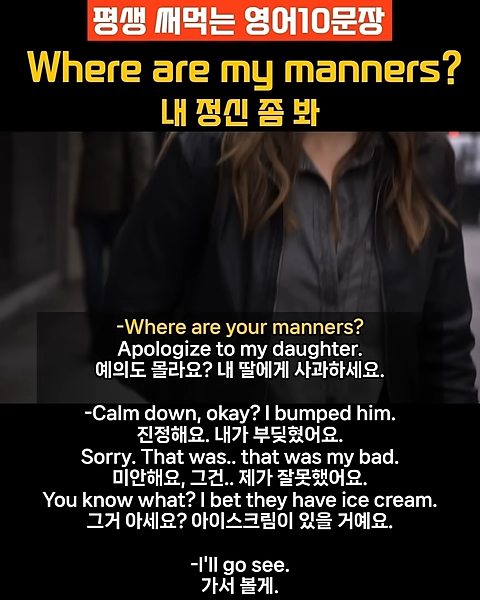 평생 써먹는 영어10문장
Where are my manners?
내 정신 좀 봐
-Where are your manners?
Apologize to my daughter.
예의도 몰라요? 내 딸에게 사과하세요.
-Calm down, okay? I bumped him.
진정해요. 내가 부딪혔어요.
Sorry. That was.. that was my bad.
미안해요, 그건.. 제가 잘못했어요.
You know what? I bet they have ice cream.
그거 아세요? 아이스크림이 있을 거예요.
-I'll go see.
가서 볼게.